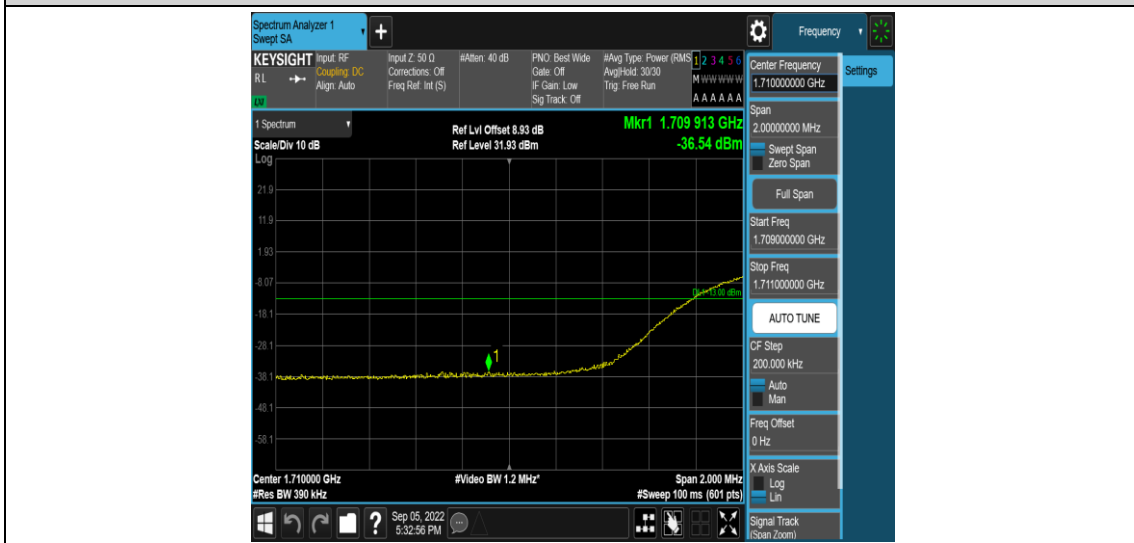 Spectrum Analyzer 1
Swept SA
+
Frequency
KEYSIGHT
RL
Input: RF
Coupling: DC
Align: Auto
Input Z: 50 Ω
Corrections: Off
Freq Ref: Int (S)
#Atten: 40 dB
PNO: Best Wide
Gate: Off
IF Gain: Low
Sig Track: Off
#Avg Type: Power (RMS
Avg|Hold: 30/30
Trig: Free Run
1 2 3 4 5 6
M W W W W W
A A A A A A
1 Spectrum
Scale/Div 10 dB
Ref Lvl Offset 8.93 dB
Ref Level 31.93 dBm
Mkr1 1.709 913 GHz
-36.54 dBm
Log
21.9
11.9
1.93
-8.07
DL1 -13.00 dBm
-18.1
-28.1
1
-38.1
-48.1
-58.1
Center 1.710000 GHz
#Video BW 1.2 MHz*
Span 2.000 MHz
#Res BW 390 kHz
#Sweep 100 ms (601 pts)
?
Sep 05, 2022
5:32:56 PM
Center Frequency
1.710000000 GHz
Settings
Span
2.00000000 MHz
Swept Span
Zero Span
Full Span
Start Freq
1.709000000 GHz
Stop Freq
1.711000000 GHz
AUTO TUNE
CF Step
200.000 kHz
Auto
Man
Freq Offset
0 Hz
X Axis Scale
Log
Lin
Signal Track
(Span Zoom)